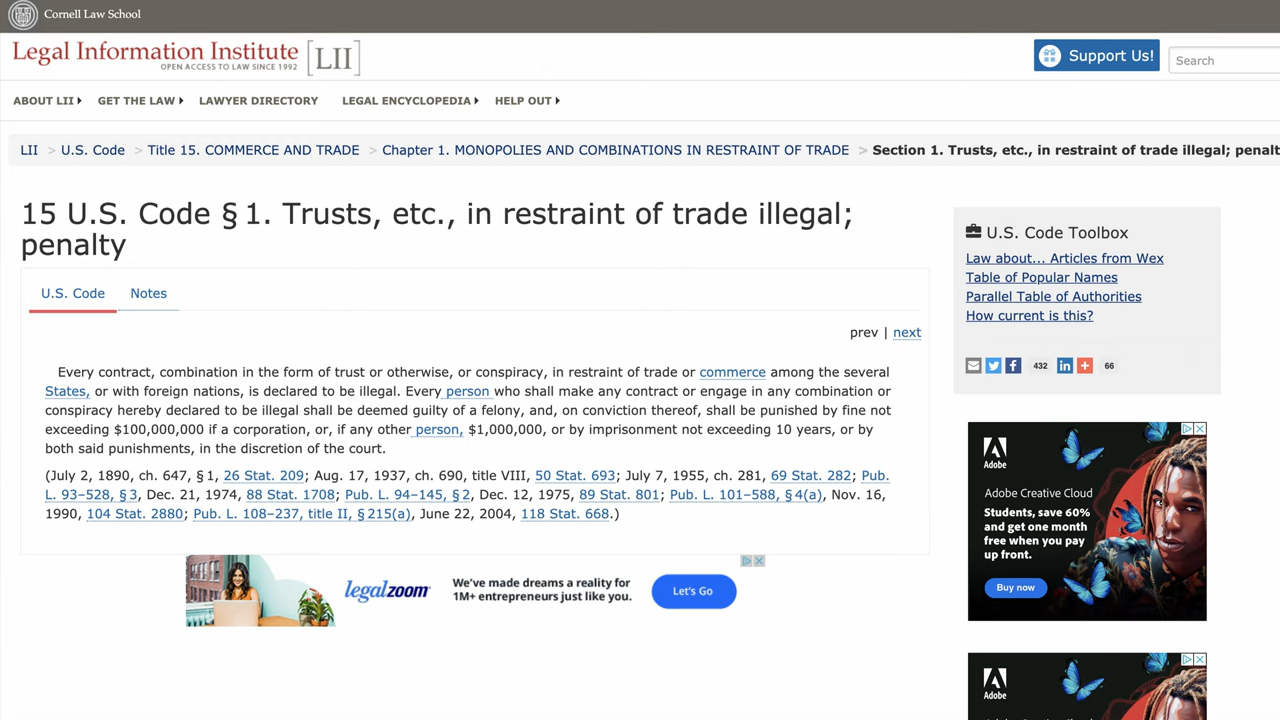 Cornell Law School
Legal Information Institute [LII]
OPEN ACCESS TO LAW SINCE 1992
Support Us!
Search
ABOUT LII
GET THE LAW
LAWYER DIRECTORY
LEGAL ENCYCLOPEDIA
HELP OUT
LII > U.S. Code > Title 15. COMMERCE AND TRADE > Chapter 1. MONOPOLIES AND COMBINATIONS IN RESTRAINT OF TRADE > Section 1. Trusts, etc., in restraint of trade illegal; penalt
15 U.S. Code § 1. Trusts, etc., in restraint of trade illegal;
penalty
U.S. Code
Notes
prev | next
Every contract, combination in the form of trust or otherwise, or conspiracy, in restraint of trade or commerce among the several
States, or with foreign nations, is declared to be illegal. Every person who shall make any contract or engage in any combination or
conspiracy hereby declared to be illegal shall be deemed guilty of a felony, and, on conviction thereof, shall be punished by fine not
exceeding $100,000,000 if a corporation, or, if any other person, $1,000,000, or by imprisonment not exceeding 10 years, or by
both said punishments, in the discretion of the court.
(July 2, 1890, ch. 647, § 1, 26 Stat. 209; Aug. 17, 1937, ch. 690, title VIII, 50 Stat. 693; July 7, 1955, ch. 281, 69 Stat. 282; Pub.
L. 93–528, § 3, Dec. 21, 1974, 88 Stat. 1708; Pub. L. 94–145, § 2, Dec. 12, 1975, 89 Stat. 801; Pub. L. 101–588, § 4(a), Nov. 16,
1990, 104 Stat. 2880; Pub. L. 108–237, title II, § 215(a), June 22, 2004, 118 Stat. 668.)
legalzoom
We've made dreams a reality for
1M+ entrepreneurs just like you.
Let's Go
U.S. Code Toolbox
Law about... Articles from Wex
Table of Popular Names
Parallel Table of Authorities
How current is this?
432
66
Adobe
Adobe Creative Cloud
Students, save 60%
and get one month
free when you pay
up front.
Buy now
Adobe